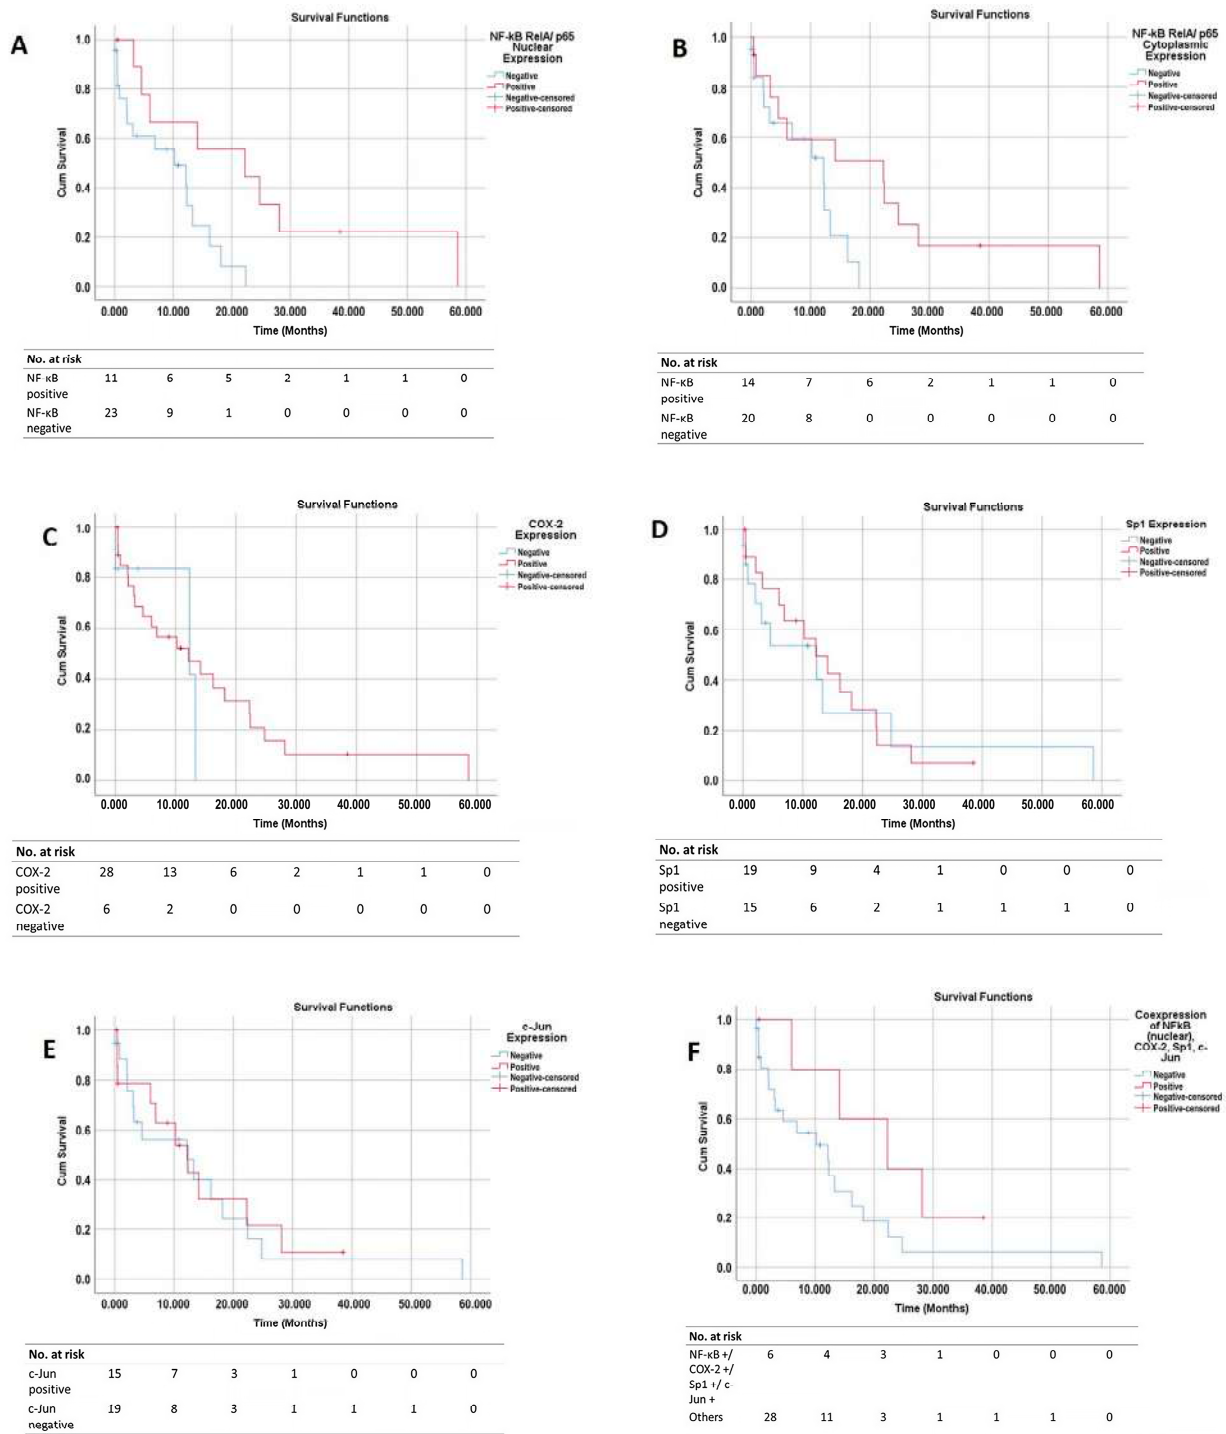 A
Survival Functions
NF-kB RelA/ p65
Nuclear
Expression
Negative
Positive
Negative-censored
Positive-censored
Cum Survival
1.0
0.8
0.6
0.4
0.2
0.0
0.000 10.000 20.000 30.000 40.000 50.000 60.000
Time (Months)
No. at risk
NF-κB 11 6 5 2 1 1 0
positive
NF-κB 23 9 1 0 0 0 0
negative
B
Survival Functions
NF-kB RelA/ p65
Cytoplasmic
Expression
Negative
Positive
Negative-censored
Positive-censored
Cum Survival
1.0
0.8
0.6
0.4
0.2
0.0
0.000 10.000 20.000 30.000 40.000 50.000 60.000
Time (Months)
No. at risk
NF-κB 14 7 6 2 1 1 0
positive
NF-κB 20 8 0 0 0 0 0
negative
C
Survival Functions
COX-2
Expression
Negative
Positive
Negative-censored
Positive-censored
Cum Survival
1.0
0.8
0.6
0.4
0.2
0.0
0.000 10.000 20.000 30.000 40.000 50.000 60.000
Time (Months)
No. at risk
COX-2 28 13 6 2 1 1 0
positive
COX-2 6 2 0 0 0 0 0
negative
D
Survival Functions
Sp1 Expression
Negative
Positive
Negative-censored
Positive-censored
Cum Survival
1.0
0.8
0.6
0.4
0.2
0.0
0.000 10.000 20.000 30.000 40.000 50.000 60.000
Time (Months)
No. at risk
Sp1 19 9 4 1 0 0 0
positive
Sp1 15 6 2 1 1 1 0
negative
E
Survival Functions
c-Jun
Expression
Negative
Positive
Negative-censored
Positive-censored
Cum Survival
1.0
0.8
0.6
0.4
0.2
0.0
0.000 10.000 20.000 30.000 40.000 50.000 60.000
Time (Months)
No. at risk
c-Jun 15 7 3 1 0 0 0
positive
c-Jun 19 8 3 1 1 1 0
negative
F
Survival Functions
Coexpression
of NFkB
(nuclear),
COX-2, Sp1, c-
Jun
Negative
Positive
Negative-censored
Positive-censored
Cum Survival
1.0
0.8
0.6
0.4
0.2
0.0
0.000 10.000 20.000 30.000 40.000 50.000 60.000
Time (Months)
No. at risk
NF-κB +/ 6 4 3 1 0 0 0
COX-2 +/
Sp1 +/ c
Jun +
Others 28 11 3 1 1 1 0